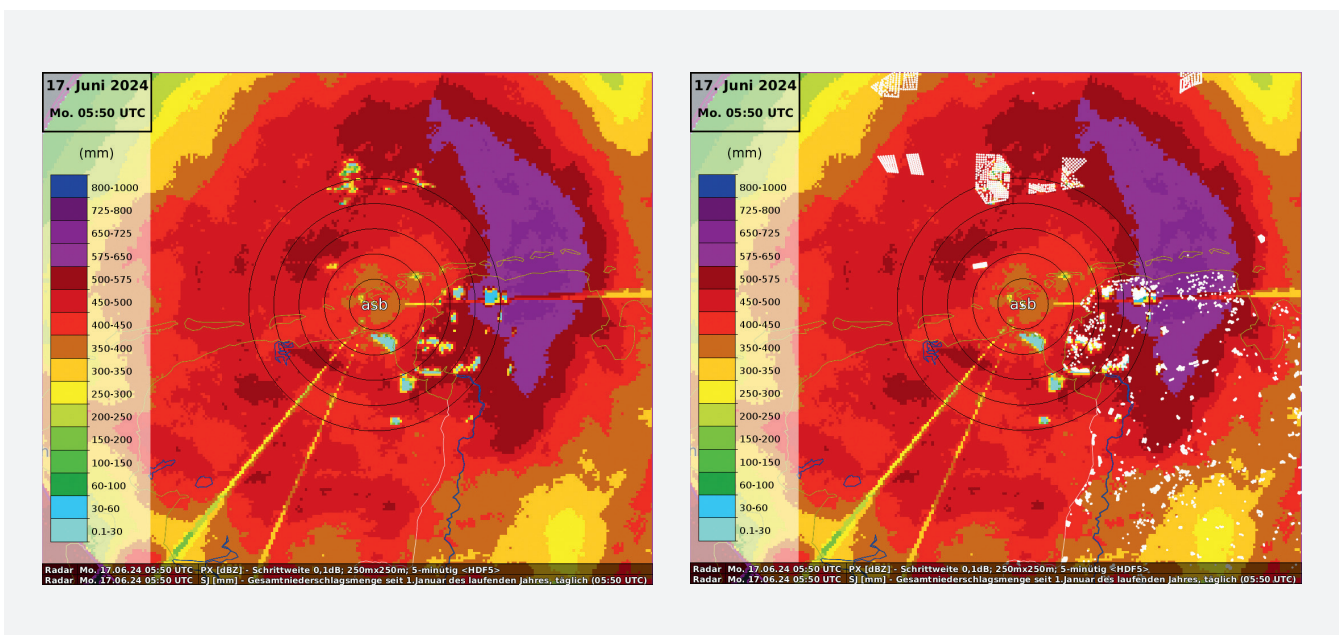 17. Juni 2024
Mo. 05:50 UTC
(mm)
800-1000
725-800
650-725
575-650
500-575
450-500
400-450
350-400
300-350
250-300
200-250
150-200
100-150
60-100
30-60
0.1-30
asb
Radar Mo. 17.06.24 05:50 UTC PX [dBZ] - Schrittweite 0,1dB; 250mx250m; 5-minutig <HDF5>
Radar Mo. 17.06.24 05:50 UTC SJ [mm] - Gesamtniederschlagsmenge seit 1.Januar des laufenden Jahres, taglich (05:50 UTC)
17. Juni 2024
Mo. 05:50 UTC
(mm)
800-1000
725-800
650-725
575-650
500-575
450-500
400-450
350-400
300-350
250-300
200-250
150-200
100-150
60-100
30-60
0.1-30
asb
Radar Mo. 17.06.24 05:50 UTC PX [dBZ] - Schrittweite 0,1dB; 250mx250m; 5-minutig <HDF5>
Radar Mo. 17.06.24 05:50 UTC SJ [mm] - Gesamtniederschlagsmenge seit 1.Januar des laufenden Jahres, taglich (05:50 UTC)